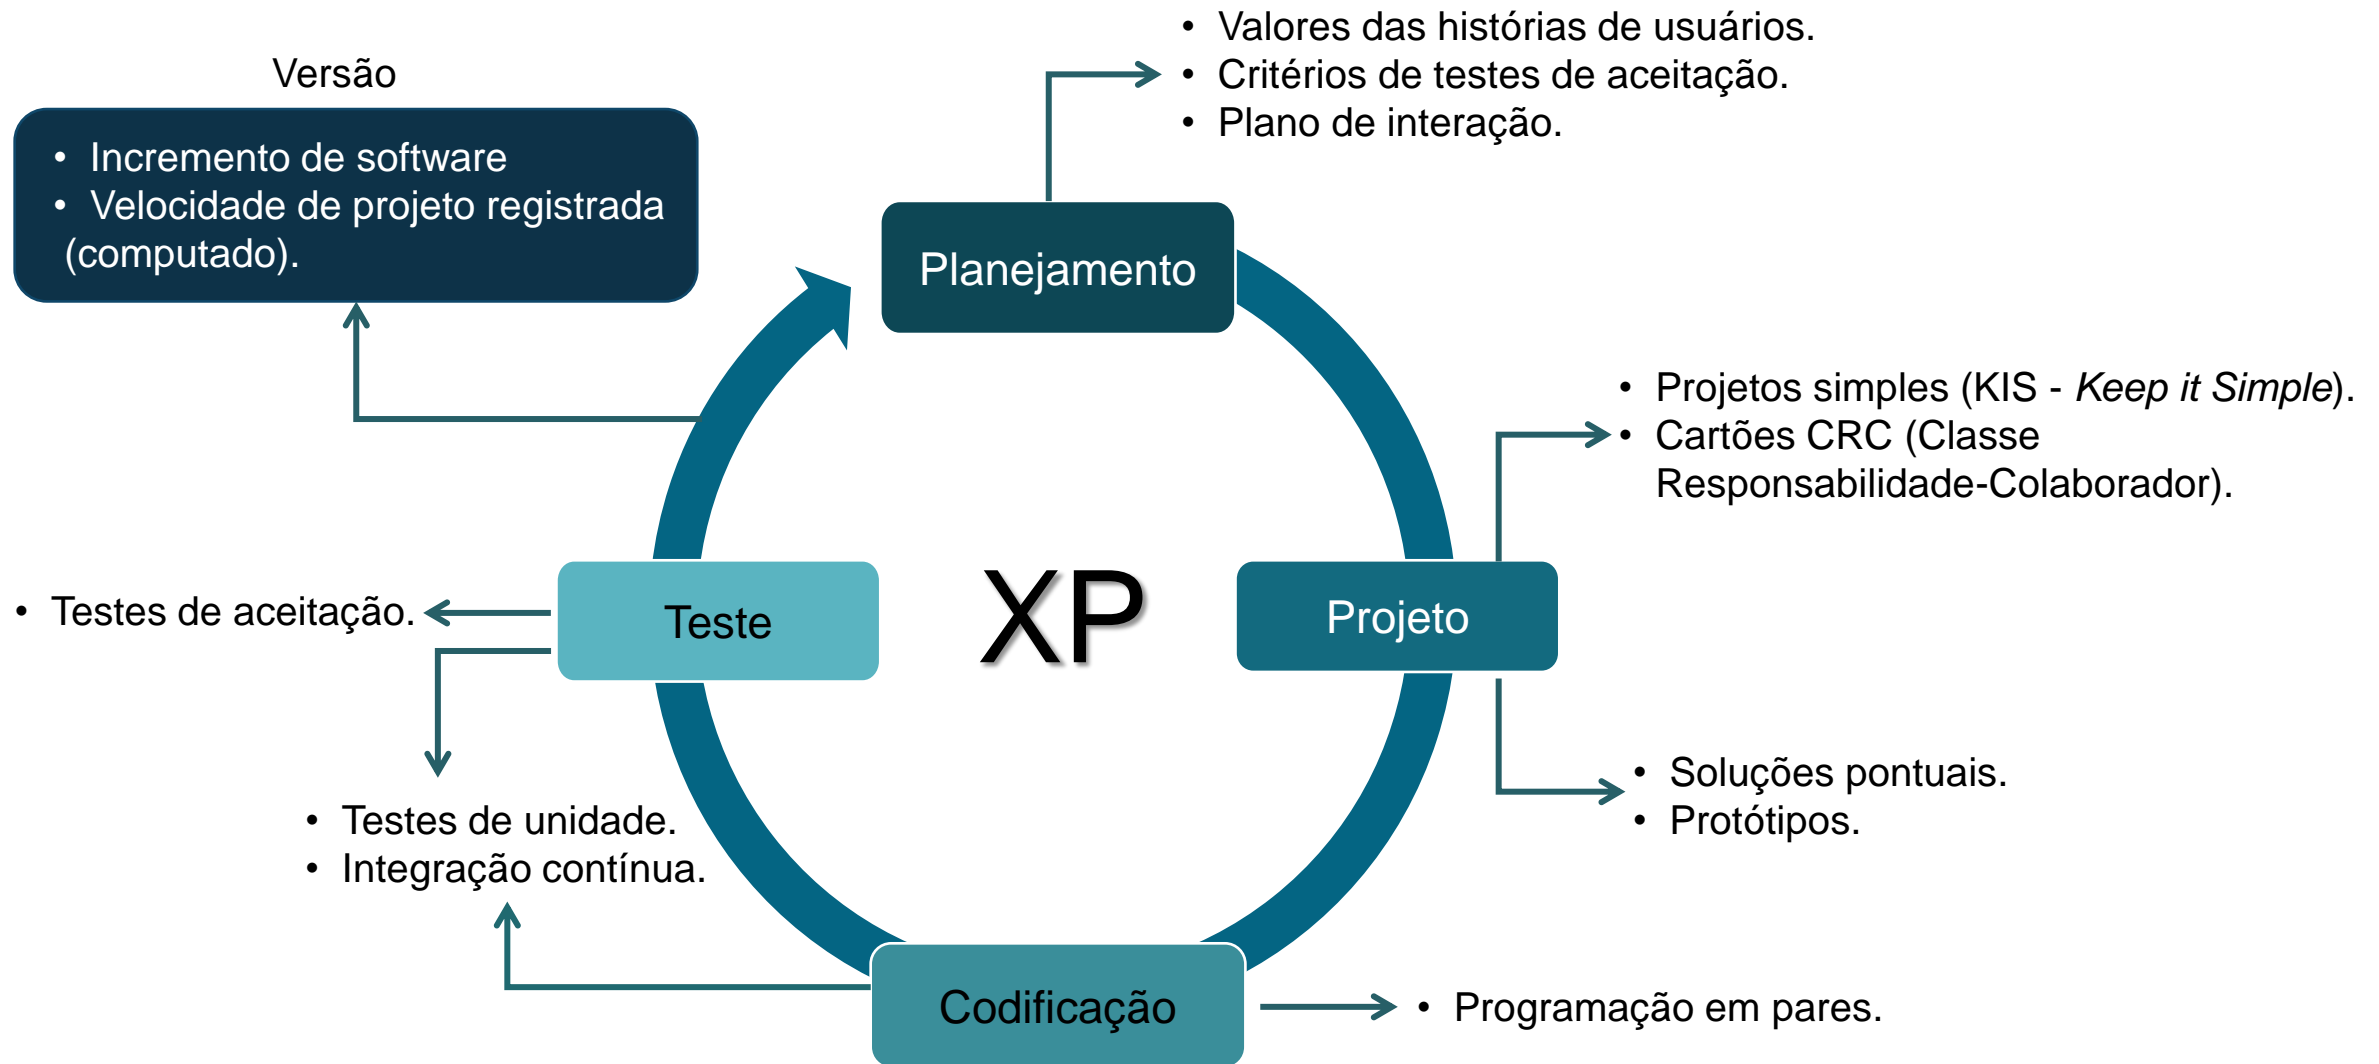 • Valores das histórias de usuários.
• Critérios de testes de aceitação.
• Plano de interação.
Versão
• Incremento de software
• Velocidade de projeto registrada
(computado).
Planejamento
• Projetos simples (KIS - Keep it Simple).
• Cartões CRC (Classe
Responsabilidade-Colaborador).
• Testes de aceitação.
Teste
XP
Projeto
• Soluções pontuais.
• Protótipos.
• Testes de unidade.
• Integração contínua.
Codificação
• Programação em pares.